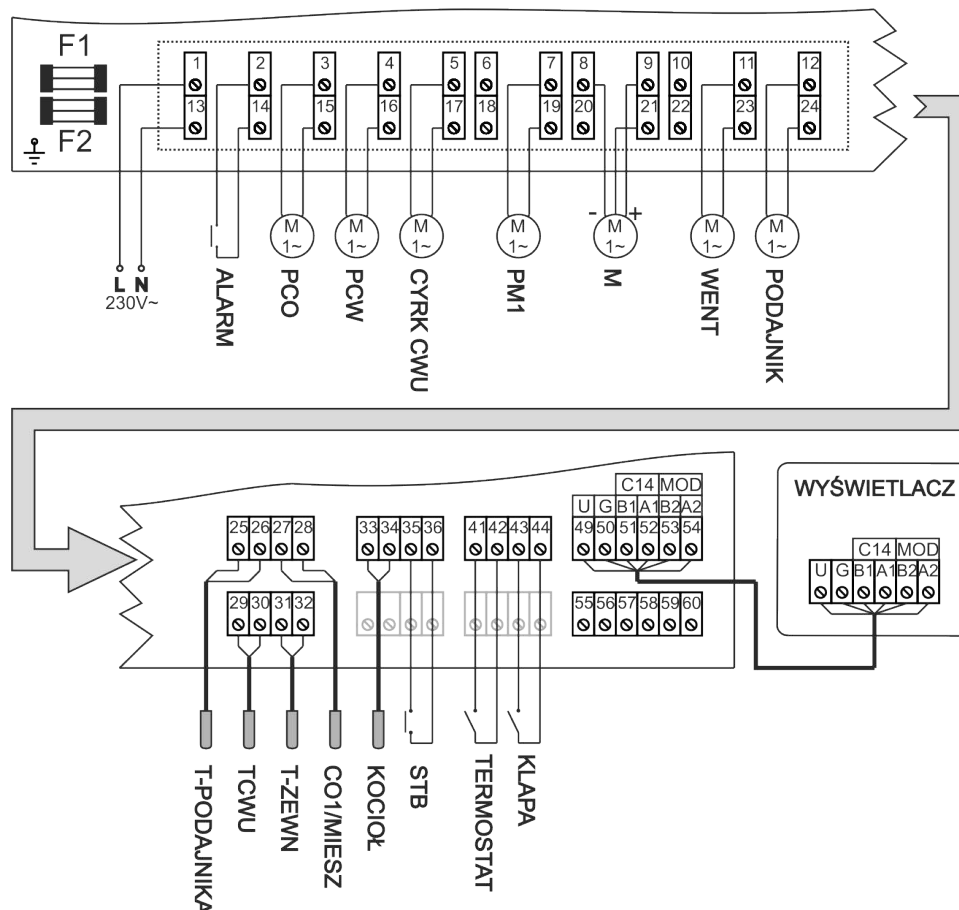 F1
F2
1 2 3 4 5 6 7 8 9 10 11 12
13 14 15 16 17 18 19 20 21 22 23 24
L N
230V~
ALARM
M 1~
PCO
M 1~
PCW
M 1~
CYRK CWU
M 1~
PM1
- M 1~ +
M
M 1~
WENT
M 1~
PODAJNIK
25 26 27 28
33 34 35 36
41 42 43 44
C14 MOD
U G B1 A1 B2 A2
49 50 51 52 53 54
29 30 31 32
55 56 57 58 59 60
T-PODAJNIKA
TCWU
T-ZEWN
CO1/MIESZ
KOCIOŁ
STB
TERMOSTAT
KLAPA
WYŚWIETLACZ
C14 MOD
U G B1 A1 B2 A2